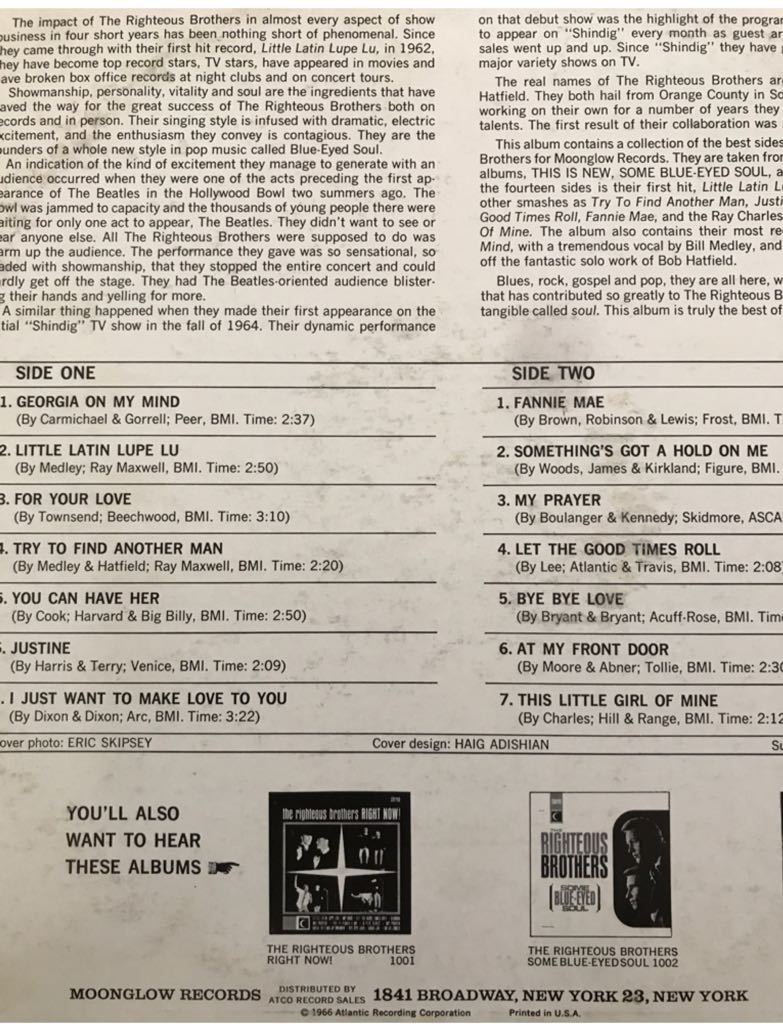 The impact of The Righteous Brothers in almost every aspect of show
business in four short years has been nothing short of phenomenal. Since
hey came through with their first hit record, Little Latin Lupe Lu, in 1962,
hey have become top record stars, TV stars, have appeared in movies and
ave broken box office records at night clubs and on concert tours.
Showmanship, personality, vitality and soul are the ingredients that have
aved the way for the great success of The Righteous Brothers both on
ecords and in person. Their singing style is infused with dramatic, electric
xcitement, and the enthusiasm they convey is contagious. They are the
ounders of a whole new style in pop music called Blue-Eyed Soul.
An indication of the kind of excitement they manage to generate with an
udience occurred when they were one of the acts preceding the first ap-
earance of The Beatles in the Hollywood Bowl two summers ago. The
owl was jammed to capacity and the thousands of young people there were
aiting for only one act to appear, The Beatles. They didn't want to see or
ear anyone else. All The Righteous Brothers were supposed to do was
arm up the audience. The performance they gave was so sensational, so
aded with showmanship, that they stopped the entire concert and could
rdly get off the stage. They had The Beatles-oriented audience blister-
g their hands and yelling for more.
A similar thing happened when they made their first appearance on the
tial "Shindig" TV show in the fall of 1964. Their dynamic performance
on that debut show was the highlight of the progra
to appear on "Shindig" every month as guest ar
sales went up and up. Since "Shindig" they have
major variety shows on TV.
The real names of The Righteous Brothers ar
Hatfield. They both hail from Orange County in So
working on their own for a number of years they
talents. The first result of their collaboration was
This album contains a collection of the best sides
Brothers for Moonglow Records. They are taken fro
albums, THIS IS NEW, SOME BLUE-EYED SOUL, a
the fourteen sides is their first hit, Little Latin L
other smashes as Try To Find Another Man, Justi
Good Times Roll, Fannie Mae, and the Ray Charles
Of Mine. The album also contains their most re
Mind, with a tremendous vocal by Bill Medley, and
off the fantastic solo work of Bob Hatfield.
Blues, rock, gospel and pop, they are all here, w
that has contributed so greatly to The Righteous B
tangible called soul. This album is truly the best of
SIDE ONE
1. GEORGIA ON MY MIND
(By Carmichael & Gorrell; Peer, BMI. Time: 2:37)
2. LITTLE LATIN LUPE LU
(By Medley; Ray Maxwell, BMI. Time: 2:50)
3. FOR YOUR LOVE
(By Townsend; Beechwood, BMI. Time: 3:10)
4. TRY TO FIND ANOTHER MAN
(By Medley & Hatfield; Ray Maxwell, BMI. Time: 2:20)
5. YOU CAN HAVE HER
(By Cook; Harvard & Big Billy, BMI. Time: 2:50)
. JUSTINE
(By Harris & Terry; Venice, BMI. Time: 2:09)
. I JUST WANT TO MAKE LOVE TO YOU
(By Dixon & Dixon; Arc, BMI. Time: 3:22)
SIDE TWO
1. FANNIE MAE
(By Brown, Robinson & Lewis; Frost, BMI. T
2. SOMETHING'S GOT A HOLD ON ME
(By Woods, James & Kirkland; Figure, BMI.
3. MY PRAYER
(By Boulanger & Kennedy; Skidmore, ASCA
4. LET THE GOOD TIMES ROLL
(By Lee; Atlantic & Travis, BMI. Time: 2:08
5. BYE BYE LOVE
(By Bryant & Bryant; Acuff-Rose, BMI. Tim
6. AT MY FRONT DOOR
(By Moore & Abner; Tollie, BMI. Time: 2:30
7. THIS LITTLE GIRL OF MINE
(By Charles; Hill & Range, BMI. Time: 2:12
over photo: ERIC SKIPSEY Cover design: HAIG ADISHIAN Su
YOU'LL ALSO
WANT TO HEAR
THESE ALBUMS
the righteous brothers RIGHT NOW!
THE RIGHTEOUS BROTHERS
RIGHT NOW! 1001
THE
RIGHTEOUS
BROTHERS
SOME
BLUE-EYED
SOUL
THE RIGHTEOUS BROTHERS
SOME BLUE-EYED SOUL 1002
MOONGLOW RECORDS DISTRIBUTED BY ATCO RECORD SALES 1841 BROADWAY, NEW YORK 23, NEW YORK
© 1966 Atlantic Recording Corporation Printed in U.S.A.